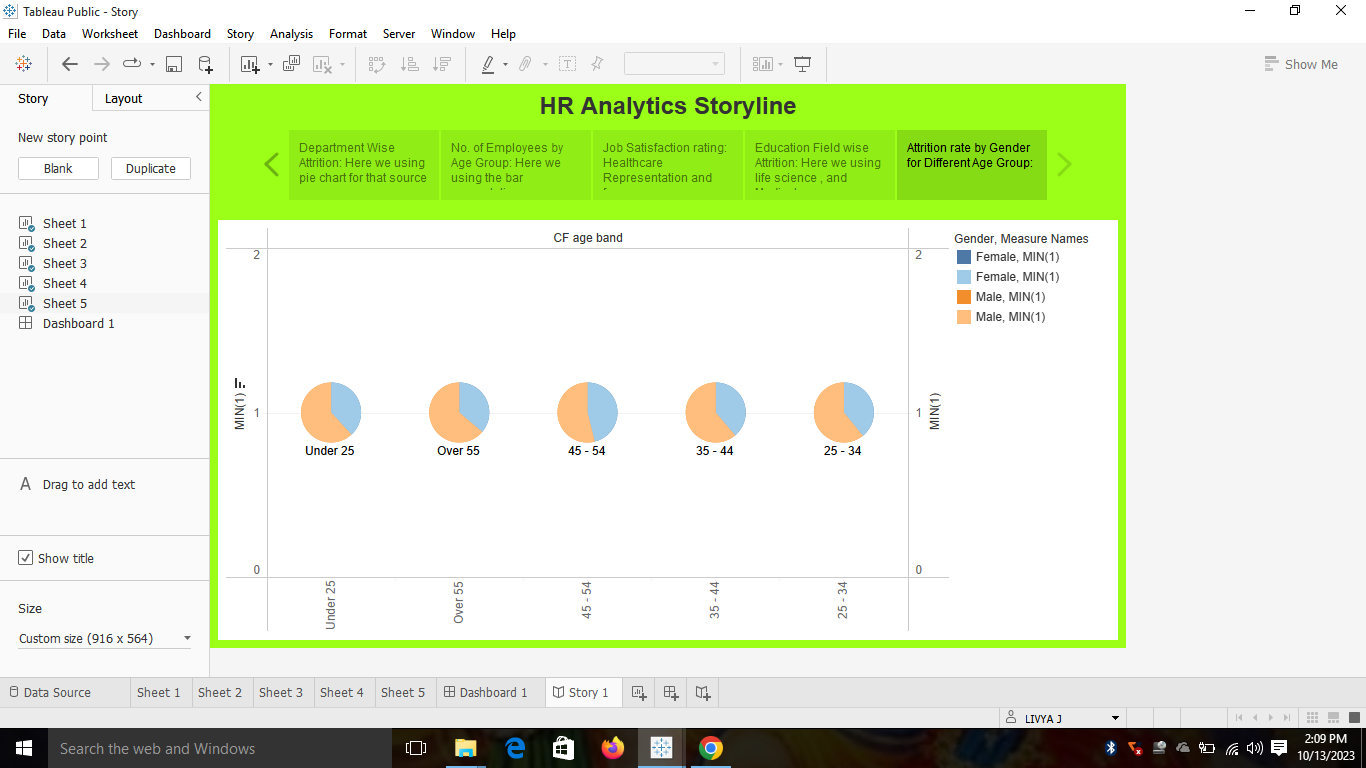 Tableau Public - Story
File Data Worksheet Dashboard Story Analysis Format Server Window Help
Show Me
Story Layout
New story point
Blank Duplicate
Sheet 1
Sheet 2
Sheet 3
Sheet 4
Sheet 5
Dashboard 1
A Drag to add text
Show title
Size
Custom size (916 x 564)
HR Analytics Storyline
Department Wise
Attrition: Here we using
pie chart for that source
No. of Employees by
Age Group: Here we
using the bar
Job Satisfaction rating:
Healthcare
Representation and
Education Field wise
Attrition: Here we using
life science , and
Attrition rate by Gender
for Different Age Group:
CF age band
2
1
0
MIN(1)
Under 25
Over 55
45 - 54
35 - 44
25 - 34
2
1
0
MIN(1)
Under 25
Over 55
45 - 54
35 - 44
25 - 34
Gender, Measure Names
Female, MIN(1)
Female, MIN(1)
Male, MIN(1)
Male, MIN(1)
Data Source Sheet 1 Sheet 2 Sheet 3 Sheet 4 Sheet 5 Dashboard 1 Story 1
LIVYA J
Search the web and Windows
2:09 PM
10/13/2023